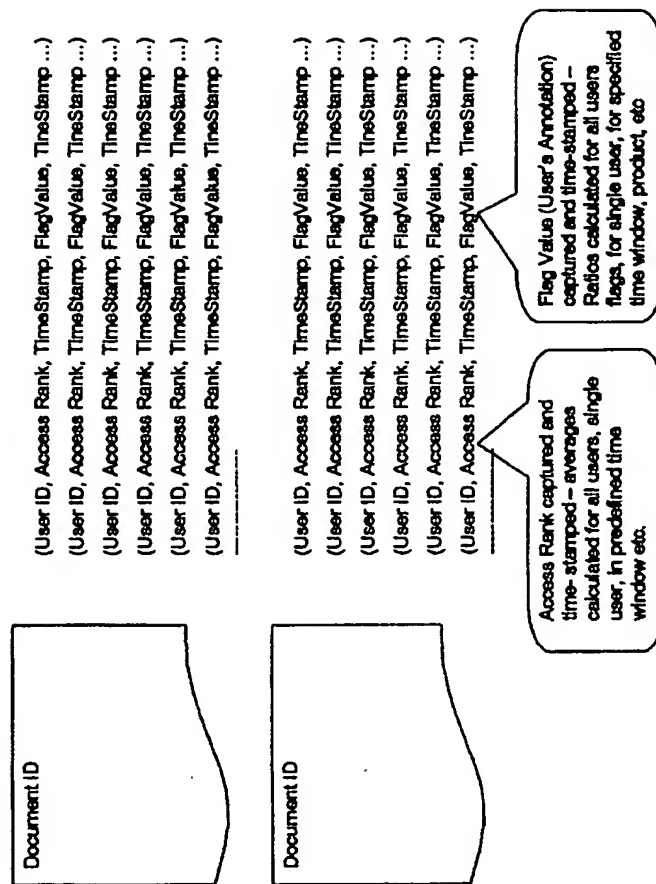 Document ID
(User ID, Access Rank, TimeStamp, FlagValue, TimeStamp ...)
(User ID, Access Rank, TimeStamp, FlagValue, TimeStamp ...)
(User ID, Access Rank, TimeStamp, FlagValue, TimeStamp ...)
(User ID, Access Rank, TimeStamp, FlagValue, TimeStamp ...)
(User ID, Access Rank, TimeStamp, FlagValue, TimeStamp ...)
(User ID, Access Rank, TimeStamp, FlagValue, TimeStamp ...)
Document ID
(User ID, Access Rank, TimeStamp, FlagValue, TimeStamp ...)
(User ID, Access Rank, TimeStamp, FlagValue, TimeStamp ...)
(User ID, Access Rank, TimeStamp, FlagValue, TimeStamp ...)
(User ID, Access Rank, TimeStamp, FlagValue, TimeStamp ...)
(User ID, Access Rank, TimeStamp, FlagValue, TimeStamp ...)
(User ID, Access Rank, TimeStamp, FlagValue, TimeStamp ...)
Access Rank captured and
time- stamped – averages
calculated for all users, single
user, in predefined time
window etc.
Flag Value (User's Annotation)
captured and time-stamped –
Ratios calculated for all users
flags, for single user, for specified
time window, product, etc